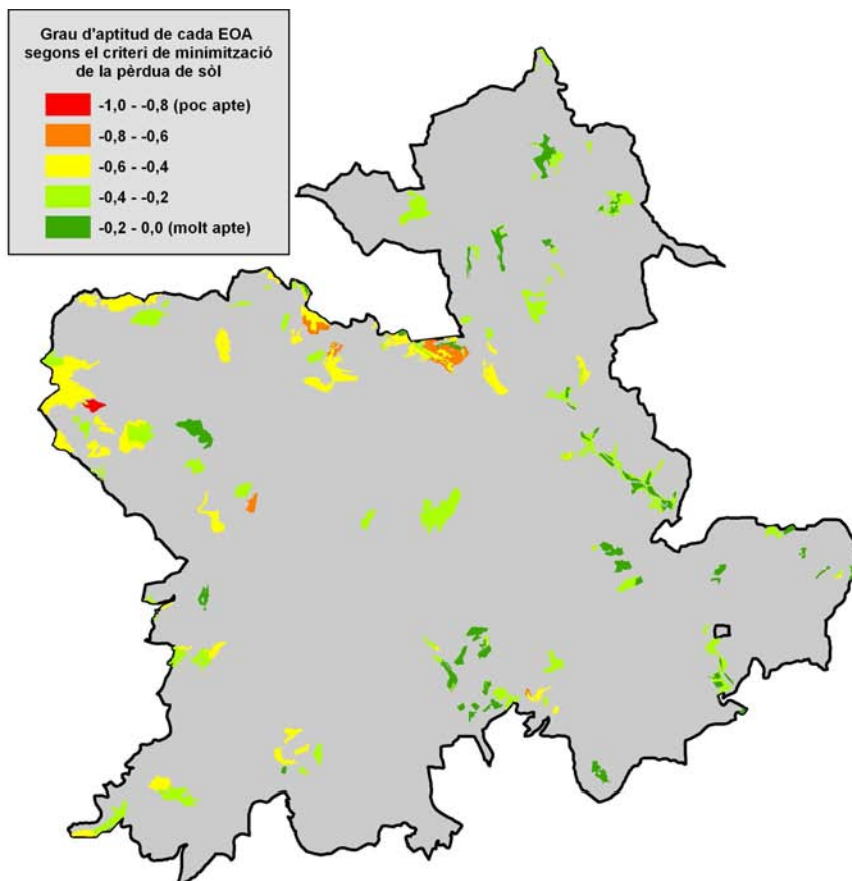 Grau d'aptitud de cada EOA
segons el criteri de minimització
de la pèrdua de sòl
-1,0 - -0,8 (poc apte)
-0,8 - -0,6
-0,6 - -0,4
-0,4 - -0,2
-0,2 - 0,0 (molt apte)